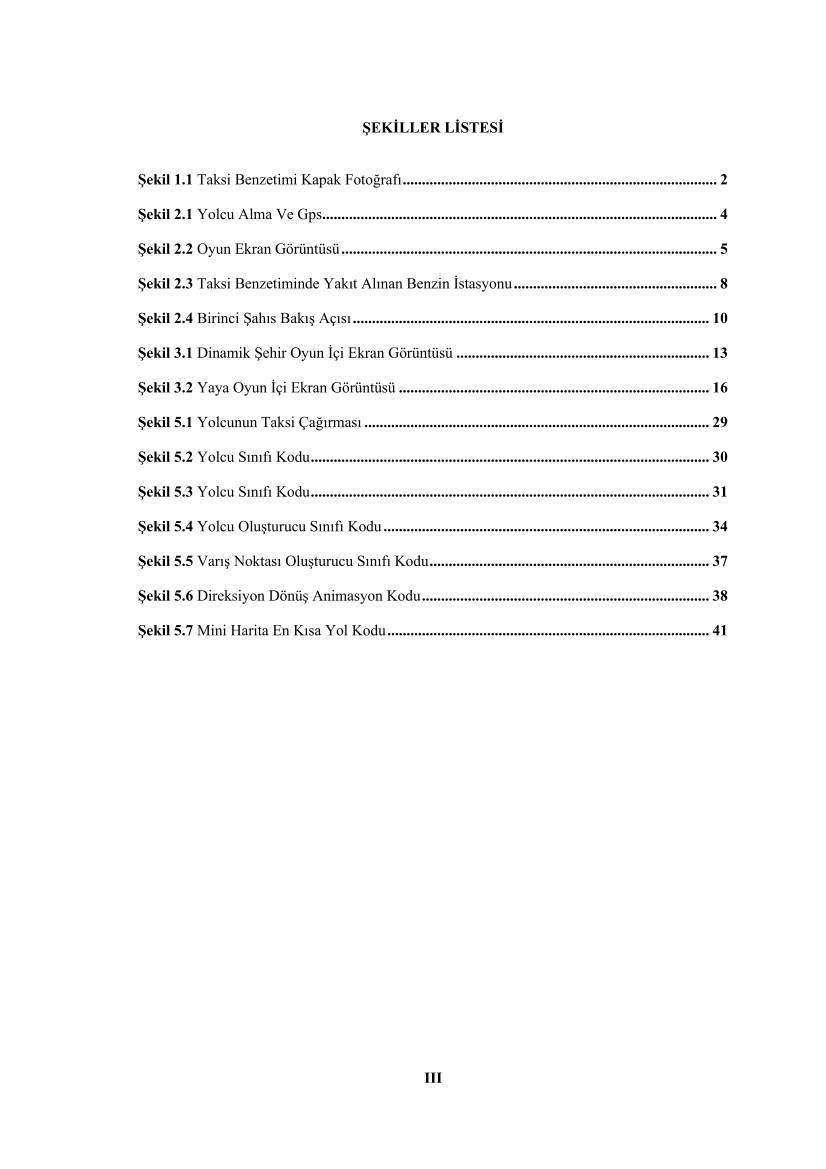 ŞEKİLLER LİSTESİ
Şekil 1.1 Taksi Benzetimi Kapak Fotoğrafı.................................................................................. 2
Şekil 2.1 Yolcu Alma Ve Gps....................................................................................................... 4
Şekil 2.2 Oyun Ekran Görüntüsü.................................................................................................. 5
Şekil 2.3 Taksi Benzetiminde Yakıt Alınan Benzin İstasyonu..................................................... 8
Şekil 2.4 Birinci Şahıs Bakış Açısı............................................................................................. 10
Şekil 3.1 Dinamik Şehir Oyun İçi Ekran Görüntüsü .................................................................. 13
Şekil 3.2 Yaya Oyun İçi Ekran Görüntüsü ................................................................................. 16
Şekil 5.1 Yolcunun Taksi Çağırması .......................................................................................... 29
Şekil 5.2 Yolcu Sınıfı Kodu........................................................................................................ 30
Şekil 5.3 Yolcu Sınıfı Kodu........................................................................................................ 31
Şekil 5.4 Yolcu Oluşturucu Sınıfı Kodu..................................................................................... 34
Şekil 5.5 Varış Noktası Oluşturucu Sınıfı Kodu......................................................................... 37
Şekil 5.6 Direksiyon Dönüş Animasyon Kodu........................................................................... 38
Şekil 5.7 Mini Harita En Kısa Yol Kodu.................................................................................... 41
III